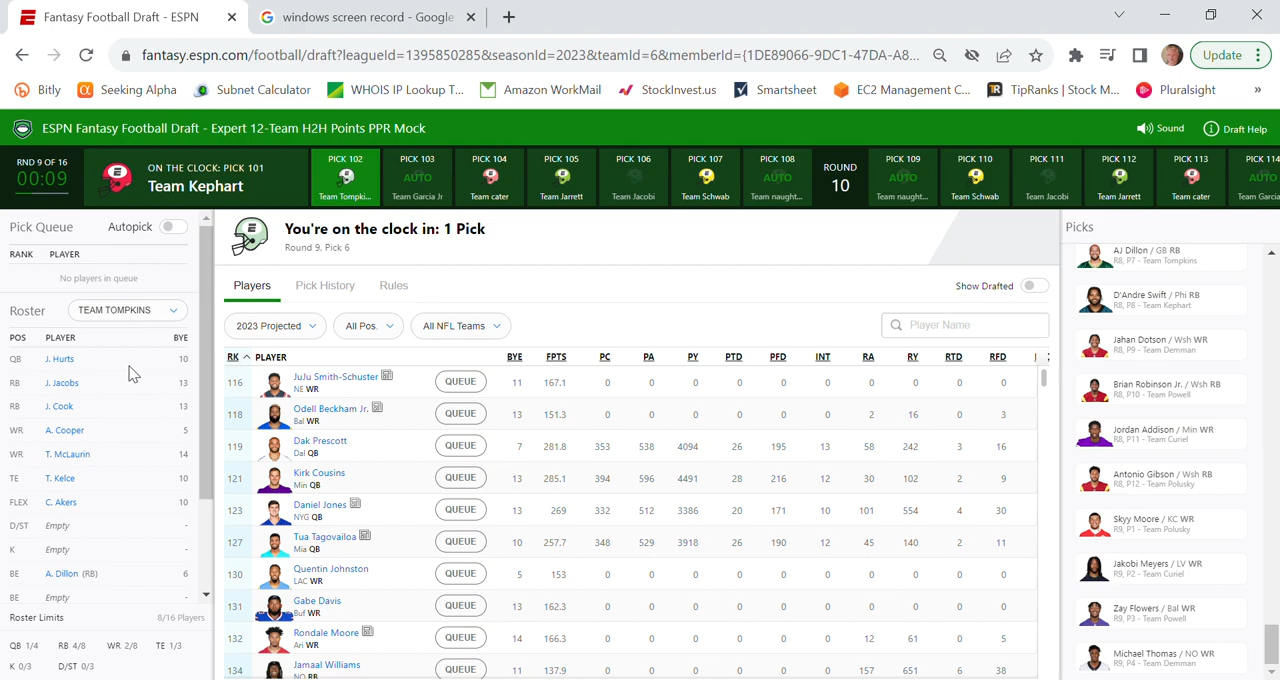 Fantasy Football Draft - ESPN
windows screen record - Google
fantasy.espn.com/football/draft?leagueId=1395850285&seasonId=2023&teamId=6&memberId={1DE89066-9DC1-47DA-A8...
Update
Bitly
Seeking Alpha
Subnet Calculator
WHOIS IP Lookup T...
Amazon WorkMail
StockInvest.us
Smartsheet
EC2 Management C...
TipRanks | Stock M...
Pluralsight
ESPN Fantasy Football Draft - Expert 12-Team H2H Points PPR Mock
Sound
Draft Help
RND 9 OF 16
00:09
ON THE CLOCK: PICK 101
Team Kephart
PICK 102
Team Tompki...
PICK 103
AUTO
Team Garcia Jr
PICK 104
Team cater
PICK 105
Team Jarrett
PICK 106
Team Jacobi
PICK 107
Team Schwab
PICK 108
AUTO
Team naught...
ROUND
10
PICK 109
AUTO
Team naught...
PICK 110
Team Schwab
PICK 111
Team Jacobi
PICK 112
Team Jarrett
PICK 113
Team cater
PICK 114
AUTO
Team Garcia
Pick Queue
Autopick
RANK PLAYER
No players in queue
Roster
TEAM TOMPKINS
POS PLAYER BYE
QB J. Hurts 10
RB J. Jacobs 13
RB J. Cook 13
WR A. Cooper 5
WR T. McLaurin 14
TE T. Kelce 10
FLEX C. Akers 10
D/ST Empty -
K Empty -
BE A. Dillon (RB) 6
BE Empty -
Roster Limits 8/16 Players
QB 1/4 RB 4/8 WR 2/8 TE 1/3
K 0/3 D/ST 0/3
You're on the clock in: 1 Pick
Round 9, Pick 6
Players
Pick History
Rules
Show Drafted
2023 Projected
All Pos.
All NFL Teams
Player Name
RK PLAYER BYE FPTS PC PA PY PTD PFD INT RA RY RTD RFD
116 JuJu Smith-Schuster QUEUE 11 167.1 0 0 0 0 0 0 0 0 0 0
NE WR
118 Odell Beckham Jr. QUEUE 13 151.3 0 0 0 0 0 0 2 16 0 3
Bal WR
119 Dak Prescott QUEUE 7 281.8 353 538 4094 26 195 13 58 242 3 16
Dal QB
121 Kirk Cousins QUEUE 13 285.1 394 596 4491 28 216 12 30 102 2 9
Min QB
123 Daniel Jones QUEUE 13 269 332 512 3386 20 171 10 101 554 4 30
NYG QB
127 Tua Tagovailoa QUEUE 10 257.7 348 529 3918 26 190 12 45 140 2 11
Mia QB
130 Quentin Johnston QUEUE 5 153 0 0 0 0 0 0 0 0 0 0
LAC WR
131 Gabe Davis QUEUE 13 162.3 0 0 0 0 0 0 0 0 0 0
Buf WR
132 Rondale Moore QUEUE 14 166.3 0 0 0 0 0 0 12 61 0 5
Ari WR
134 Jamaal Williams QUEUE 11 137.9 0 0 0 0 0 0 157 651 6 38
NO RB
Picks
AJ Dillon / GB RB
R8, P7 - Team Tompkins
D'Andre Swift / Phi RB
R8, P8 - Team Kephart
Jahan Dotson / Wsh WR
R8, P9 - Team Demman
Brian Robinson Jr. / Wsh RB
R8, P10 - Team Powell
Jordan Addison / Min WR
R8, P11 - Team Curiel
Antonio Gibson / Wsh RB
R8, P12 - Team Polusky
Skyy Moore / KC WR
R9, P1 - Team Polusky
Jakobi Meyers / LV WR
R9, P2 - Team Curiel
Zay Flowers / Bal WR
R9, P3 - Team Powell
Michael Thomas / NO WR
R9, P4 - Team Demman